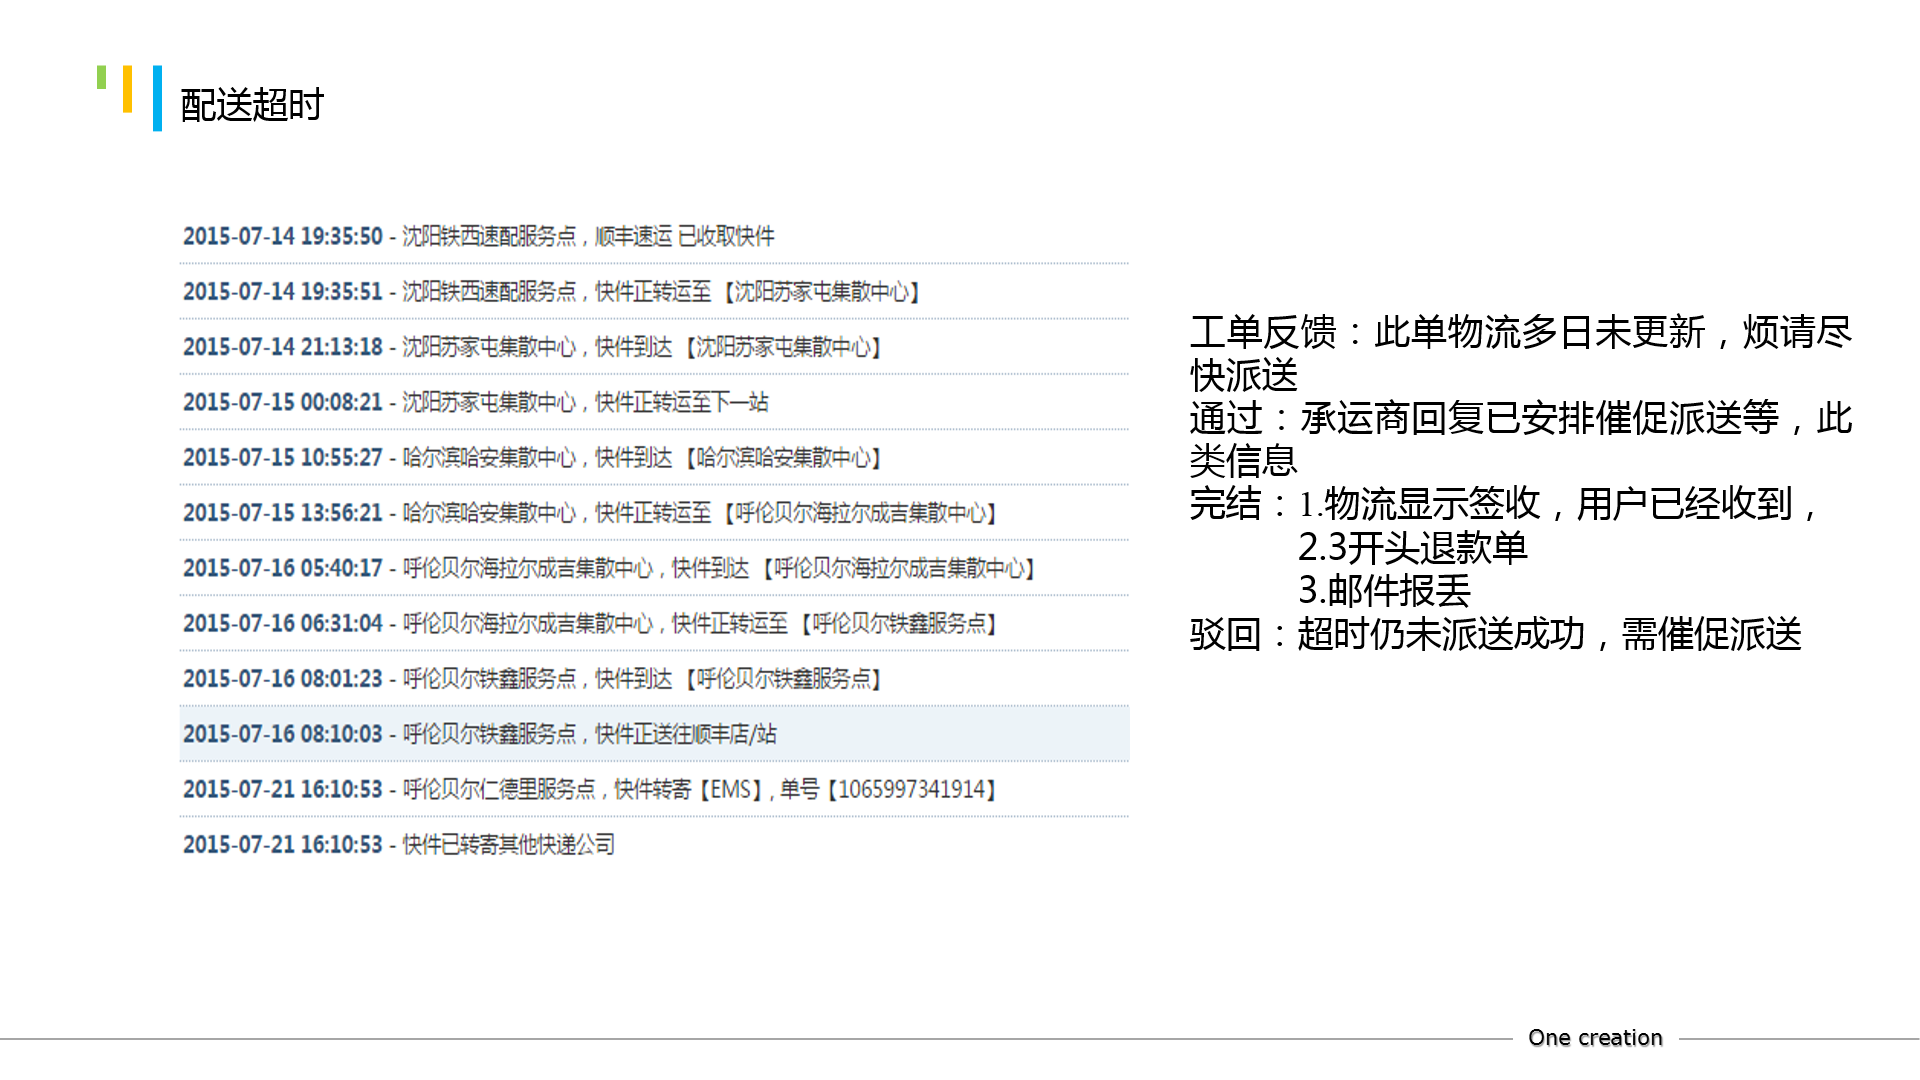 配送超时
2015-07-14 19:35:50 - 沈阳铁西速配服务点，顺丰速运 已收取快件
2015-07-14 19:35:51 - 沈阳铁西速配服务点，快件正转运至 【沈阳苏家屯集散中心】
2015-07-14 21:13:18 - 沈阳苏家屯集散中心，快件到达 【沈阳苏家屯集散中心】
2015-07-15 00:08:21 - 沈阳苏家屯集散中心，快件正转运至下一站
2015-07-15 10:55:27 - 哈尔滨哈安集散中心，快件到达 【哈尔滨哈安集散中心】
2015-07-15 13:56:21 - 哈尔滨哈安集散中心，快件正转运至 【呼伦贝尔海拉尔成吉集散中心】
2015-07-16 05:40:17 - 呼伦贝尔海拉尔成吉集散中心，快件到达 【呼伦贝尔海拉尔成吉集散中心】
2015-07-16 06:31:04 - 呼伦贝尔海拉尔成吉集散中心，快件正转运至 【呼伦贝尔铁鑫服务点】
2015-07-16 08:01:23 - 呼伦贝尔铁鑫服务点，快件到达 【呼伦贝尔铁鑫服务点】
2015-07-16 08:10:03 - 呼伦贝尔铁鑫服务点，快件正送往顺丰店/站
2015-07-21 16:10:53 - 呼伦贝尔仁德里服务点，快件转寄【EMS】, 单号【1065997341914】
2015-07-21 16:10:53 - 快件已转寄其他快递公司
工单反馈：此单物流多日未更新，烦请尽
快派送
通过：承运商回复已安排催促派送等，此
类信息
完结：1.物流显示签收，用户已经收到，
2.3开头退款单
3.邮件报丢
驳回：超时仍未派送成功，需催促派送
One creation